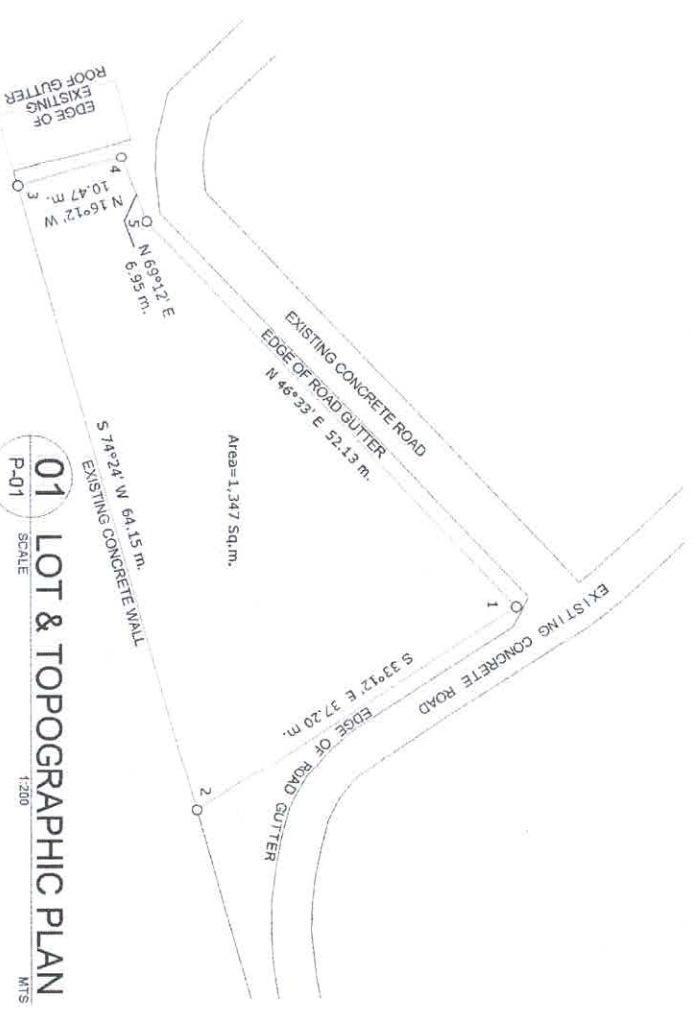 EDGE OF
EXISTING
ROOF GUTTER
4
3
N 16°12' W
10.47 m.
5
N 69°12' E
6.95 m.
EXISTING CONCRETE ROAD
EDGE OF ROAD GUTTER
N 46°33' E 52.13 m.
Area=1,347 Sq.m.
S 74°24' W 64.15 m.
EXISTING CONCRETE WALL
1
EXISTING CONCRETE ROAD
S 33°12' E 37.20 m.
EDGE OF ROAD GUTTER
2
01 LOT & TOPOGRAPHIC PLAN
P-01 SCALE 1:200 MTS